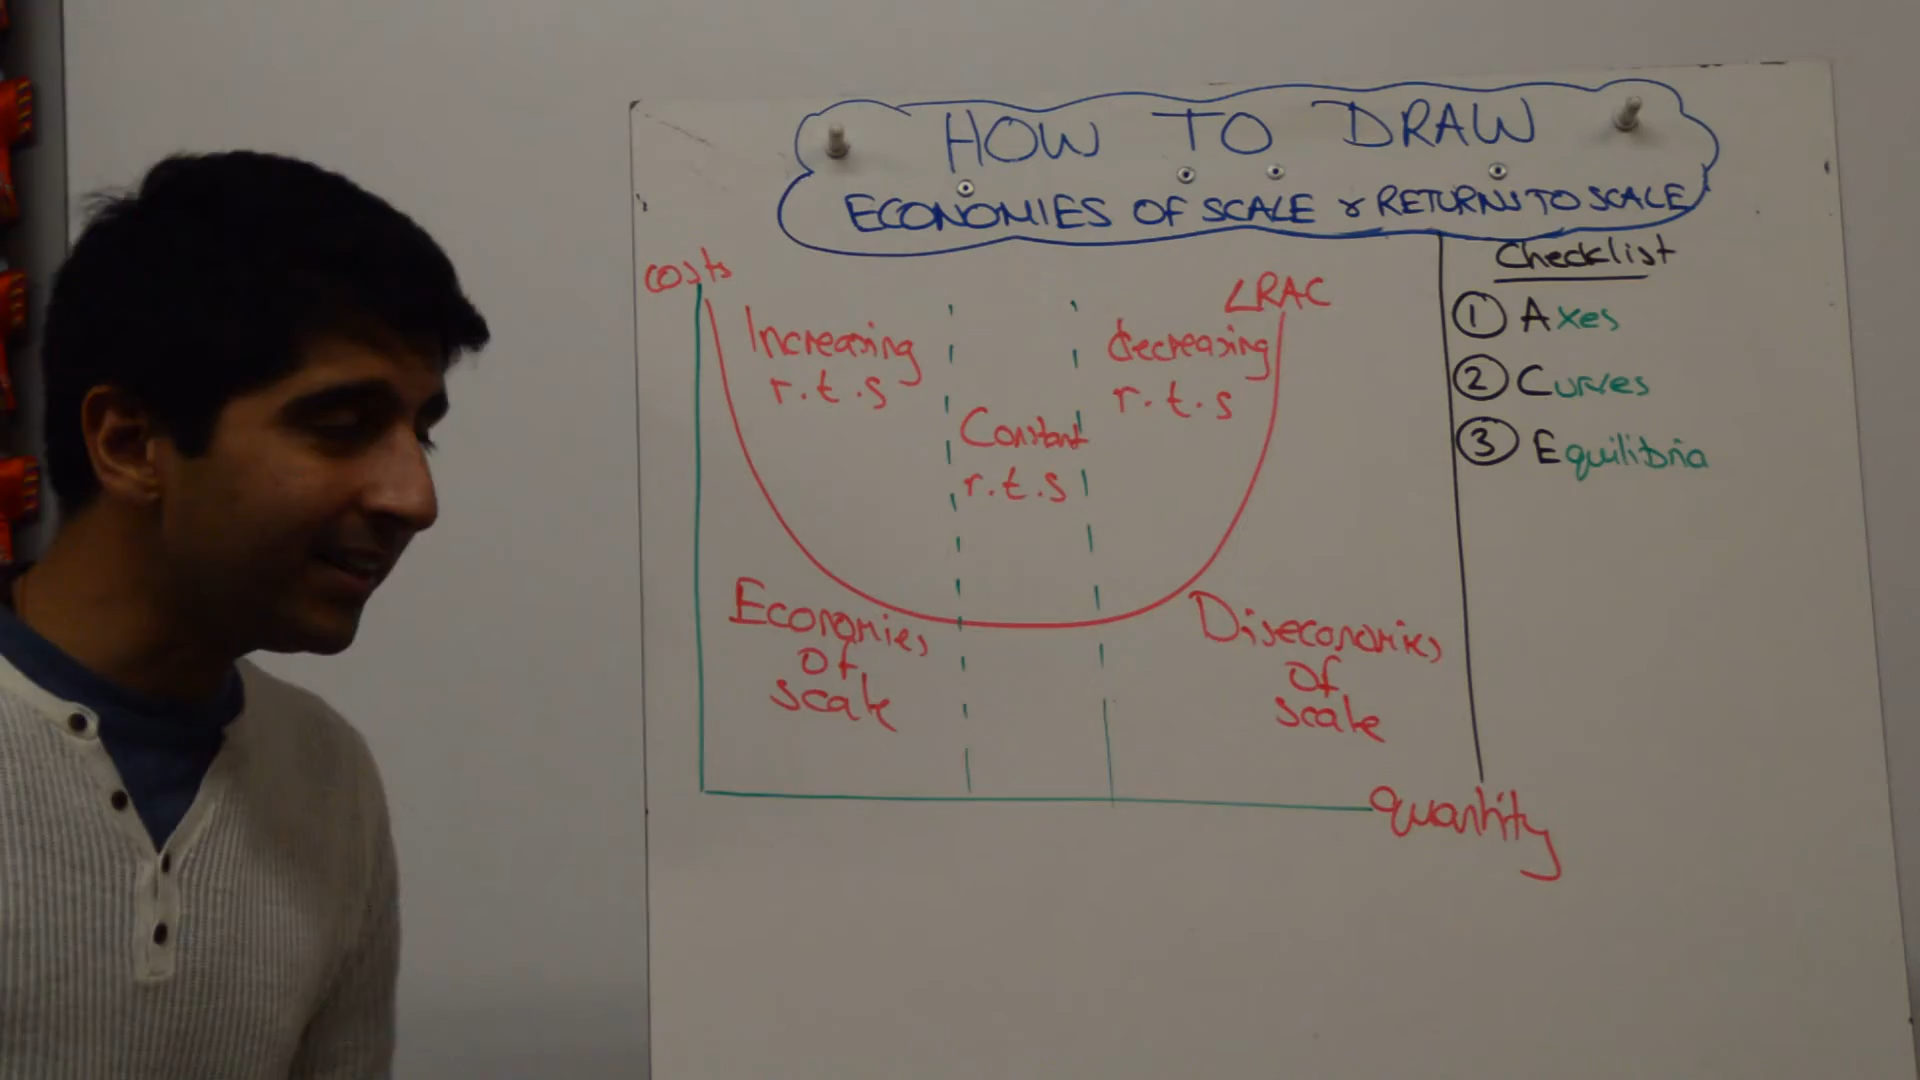 HOW TO DRAW
ECONOMIES OF SCALE & RETURNS TO SCALE
Costs
Increasing
r.t.s
Constant
r.t.s
decreasing
r.t.s
LRAC
Economies
Of
scale
Diseconomies
Of
scale
quantity
Checklist
1 Axes
2 Curves
3 Equilibria